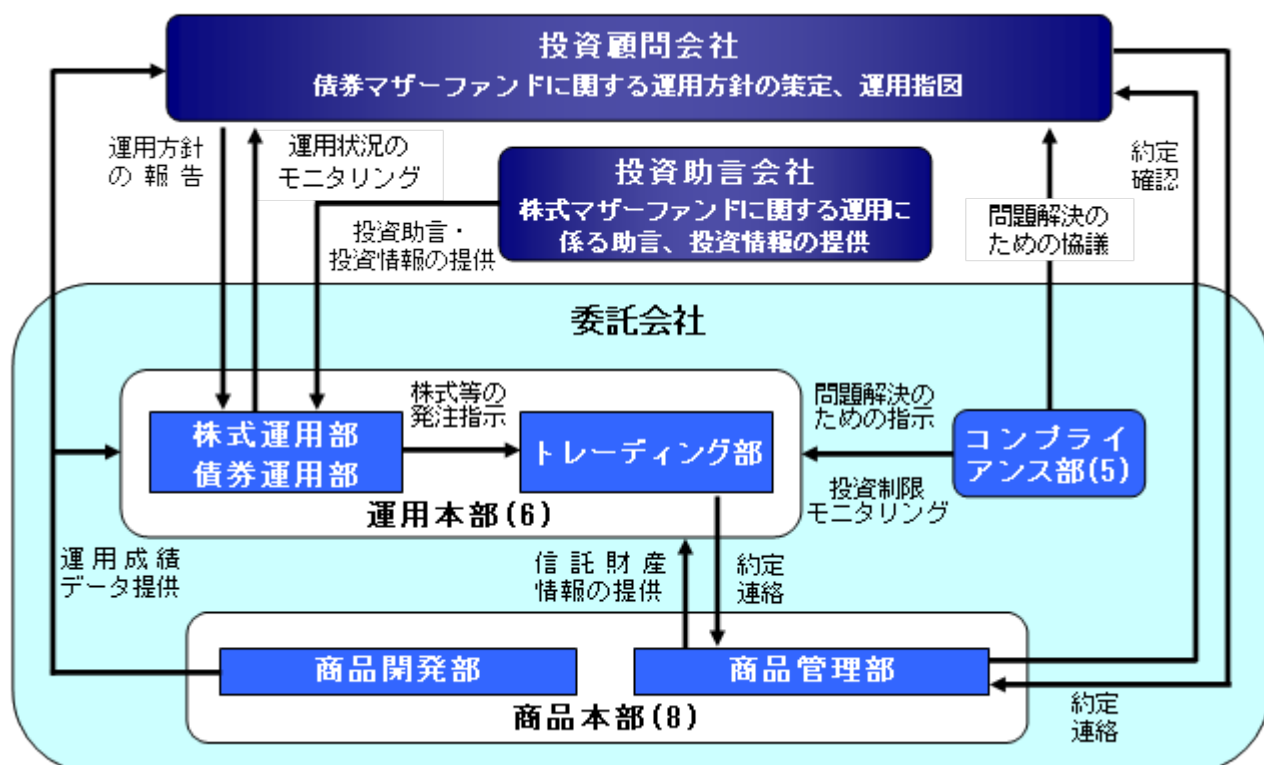 投資顧問会社
債券マザーファンドに関する運用方針の策定、運用指図
運用方針
の報告
運用状況の
モニタリング
投資助言会社
株式マザーファンドに関する運用に
係る助言、投資情報の提供
約定
確認
投資助言・
投資情報の提供
問題解決の
ための協議
委託会社
株式等の
発注指示
問題解決の
ための指示
株式運用部
債券運用部
トレーディング部
コンプライ
アンス部(5)
投資制限
モニタリング
運用本部(6)
運用成績
データ提供
信託財産
情報の提供
約定
連絡
商品開発部
商品管理部
商品本部(8)
約定
連絡